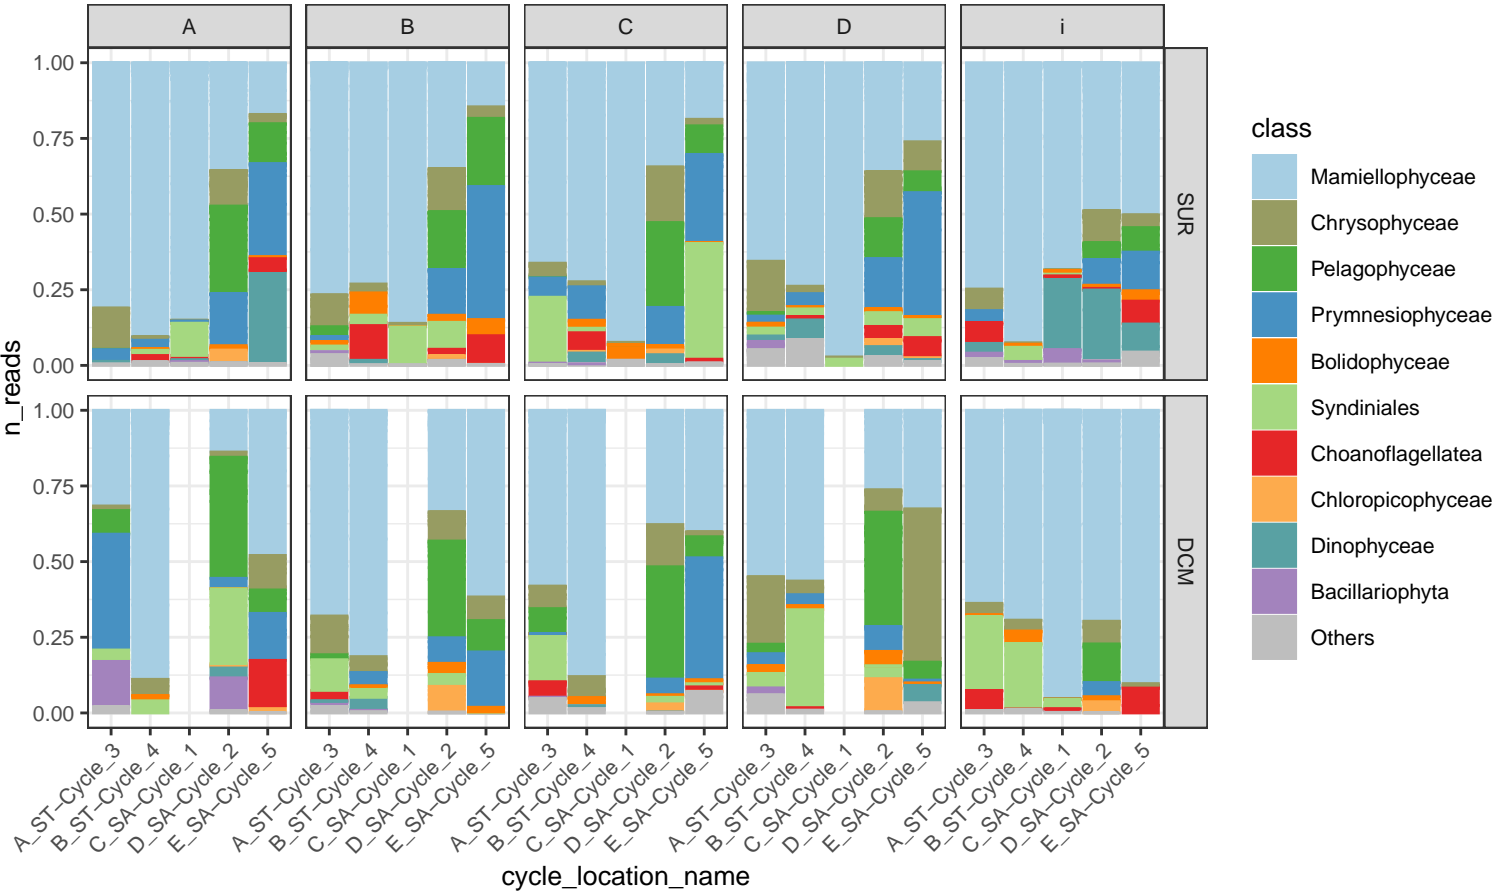 A B C D i
1.00
0.75
0.50
0.25
0.00
SUR
1.00
0.75
0.50
0.25
0.00
DCM
n_reads
A_ST−Cycle_3
B_ST−Cycle_4
C_SA−Cycle_1
D_SA−Cycle_2
E_SA−Cycle_5
A_ST−Cycle_3
B_ST−Cycle_4
C_SA−Cycle_1
D_SA−Cycle_2
E_SA−Cycle_5
A_ST−Cycle_3
B_ST−Cycle_4
C_SA−Cycle_1
D_SA−Cycle_2
E_SA−Cycle_5
A_ST−Cycle_3
B_ST−Cycle_4
C_SA−Cycle_1
D_SA−Cycle_2
E_SA−Cycle_5
A_ST−Cycle_3
B_ST−Cycle_4
C_SA−Cycle_1
D_SA−Cycle_2
E_SA−Cycle_5
cycle_location_name
class
Mamiellophyceae
Chrysophyceae
Pelagophyceae
Prymnesiophyceae
Bolidophyceae
Syndiniales
Choanoflagellatea
Chloropicophyceae
Dinophyceae
Bacillariophyta
Others